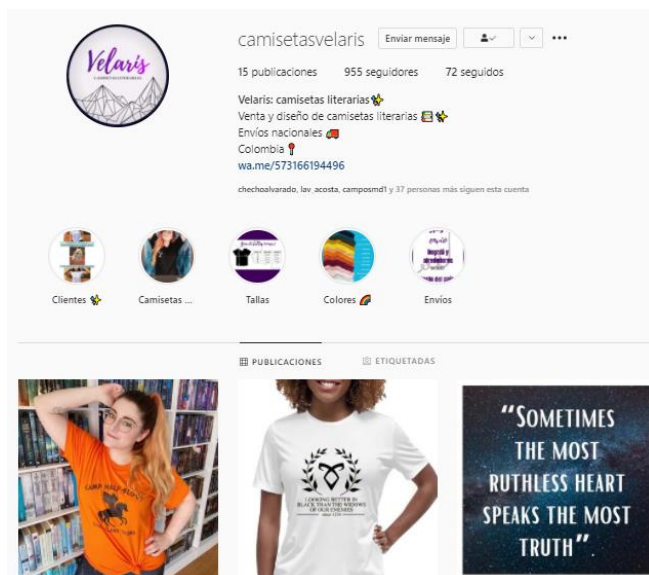 Velaris
CAMISETAS LITERARIAS
camisetasvelaris Enviar mensaje
15 publicaciones 955 seguidores 72 seguidos
Velaris: camisetas literarias✨
Venta y diseño de camisetas literarias 📚✨
Envíos nacionales 🚚
Colombia 📍
wa.me/573166194496
chechoalvarado, lav_acosta, camposmd1 y 37 personas más siguen esta cuenta
Clientes ✨ Camisetas ... Tallas Colores 🌈 Envíos
PUBLICACIONES ETIQUETADAS
CAMP HALF-BLOOD
LOOKING BETTER IN
BLACK THAN THE WIDOWS
OF OUR ENEMIES
"SOMETIMES
THE MOST
RUTHLESS HEART
SPEAKS THE MOST
TRUTH".